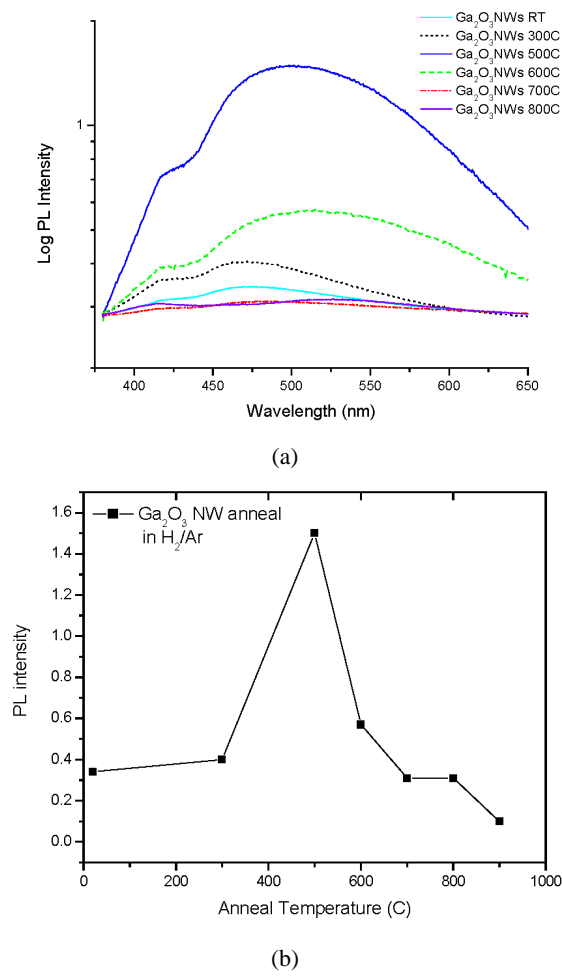 Ga₂O₃NWs RT
Ga₂O₃NWs 300C
Ga₂O₃NWs 500C
Ga₂O₃NWs 600C
Ga₂O₃NWs 700C
Ga₂O₃NWs 800C
1
Log PL Intensity
400 450 500 550 600 650
Wavelength (nm)
(a)
Ga₂O₃ NW anneal
in H₂/Ar
1.6
1.4
1.2
1.0
0.8
0.6
0.4
0.2
0.0
PL intensity
0 200 400 600 800 1000
Anneal Temperature (C)
(b)